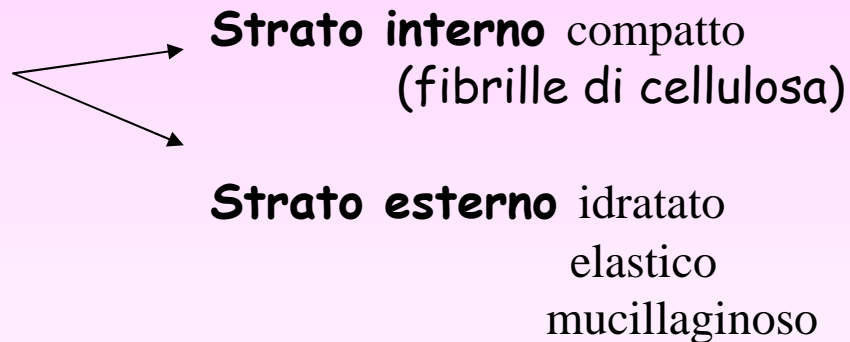 Strato interno compatto
(fibrille di cellulosa)
Strato esterno idratato
elastico
mucillaginoso